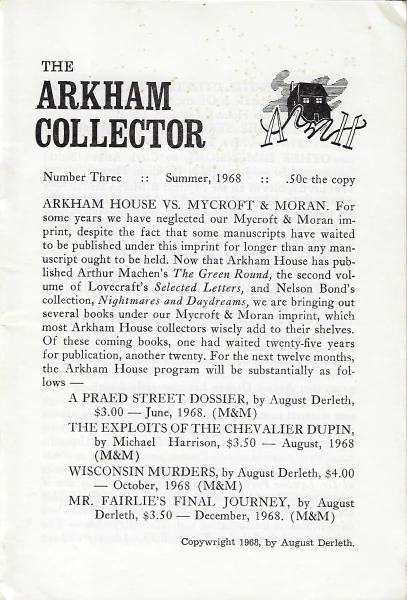 THE
ARKHAM
COLLECTOR
AH
Number Three :: Summer, 1968 :: .50c the copy
ARKHAM HOUSE VS. MYCROFT & MORAN. For
some years we have neglected our Mycroft & Moran im-
print, despite the fact that some manuscripts have waited
to be published under this imprint for longer than any man-
uscript ought to be held. Now that Arkham House has pub-
lished Arthur Machen's The Green Round, the second vol-
ume of Lovecraft's Selected Letters, and Nelson Bond's
collection, Nightmares and Daydreams, we are bringing out
several books under our Mycroft & Moran imprint, which
most Arkham House collectors wisely add to their shelves.
Of these coming books, one had waited twenty-five years
for publication, another twenty. For the next twelve months,
the Arkham House program will be substantially as fol-
lows —
A PRAED STREET DOSSIER, by August Derleth,
$3.00 — June, 1968. (M&M)
THE EXPLOITS OF THE CHEVALIER DUPIN,
by Michael Harrison, $3.50 — August, 1968
(M&M)
WISCONSIN MURDERS, by August Derleth, $4.00
— October, 1968 (M&M)
MR. FAIRLIE'S FINAL JOURNEY, by August
Derleth, $3.50 — December, 1968. (M&M)
Copywright 1968, by August Derleth.